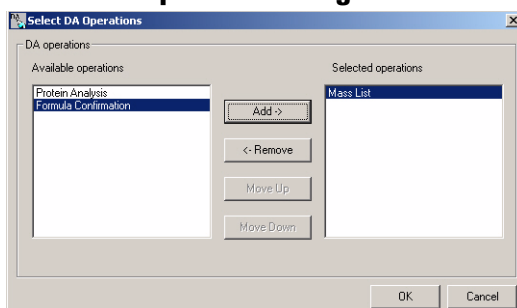 Select DA Operations
DA operations
Available operations
Selected operations
Protein Analysis
Formula Confirmation
Mass List
Add ->
<- Remove
Move Up
Move Down
OK
Cancel